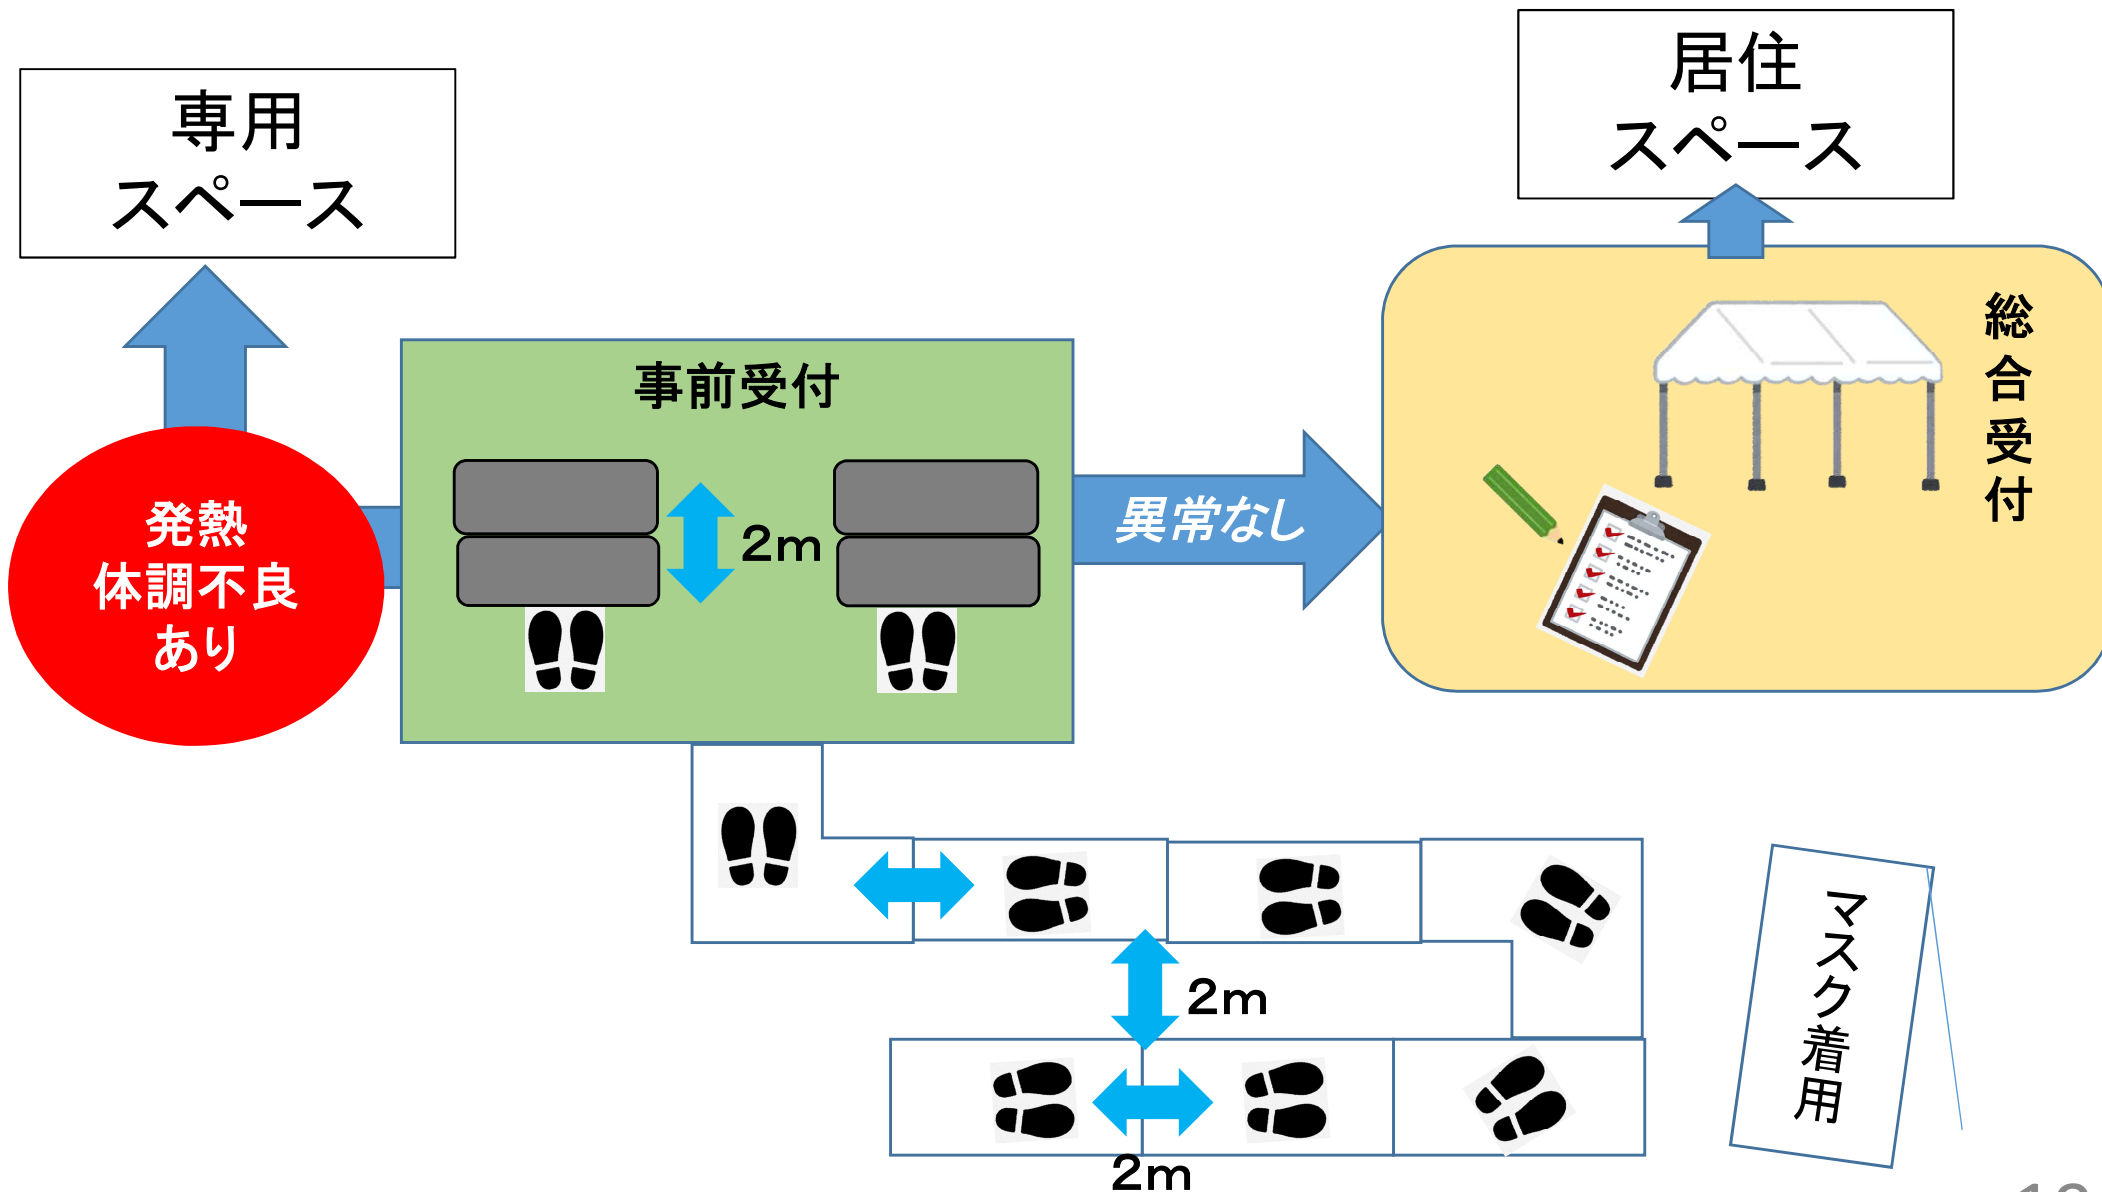 専用
スペース
居住
スペース
事前受付
総合受付
発熱
体調不良
あり
2m
異常なし
2m
2m
マスク着用